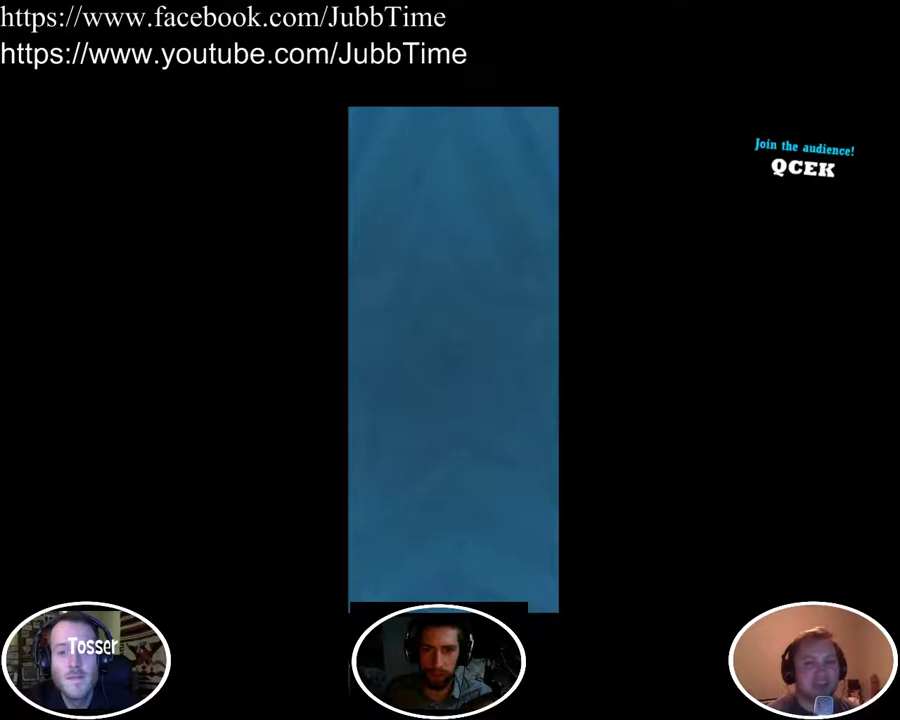 https://www.facebook.com/JubbTime
https://www.youtube.com/JubbTime
Join the audience!
QCEK
Tosser